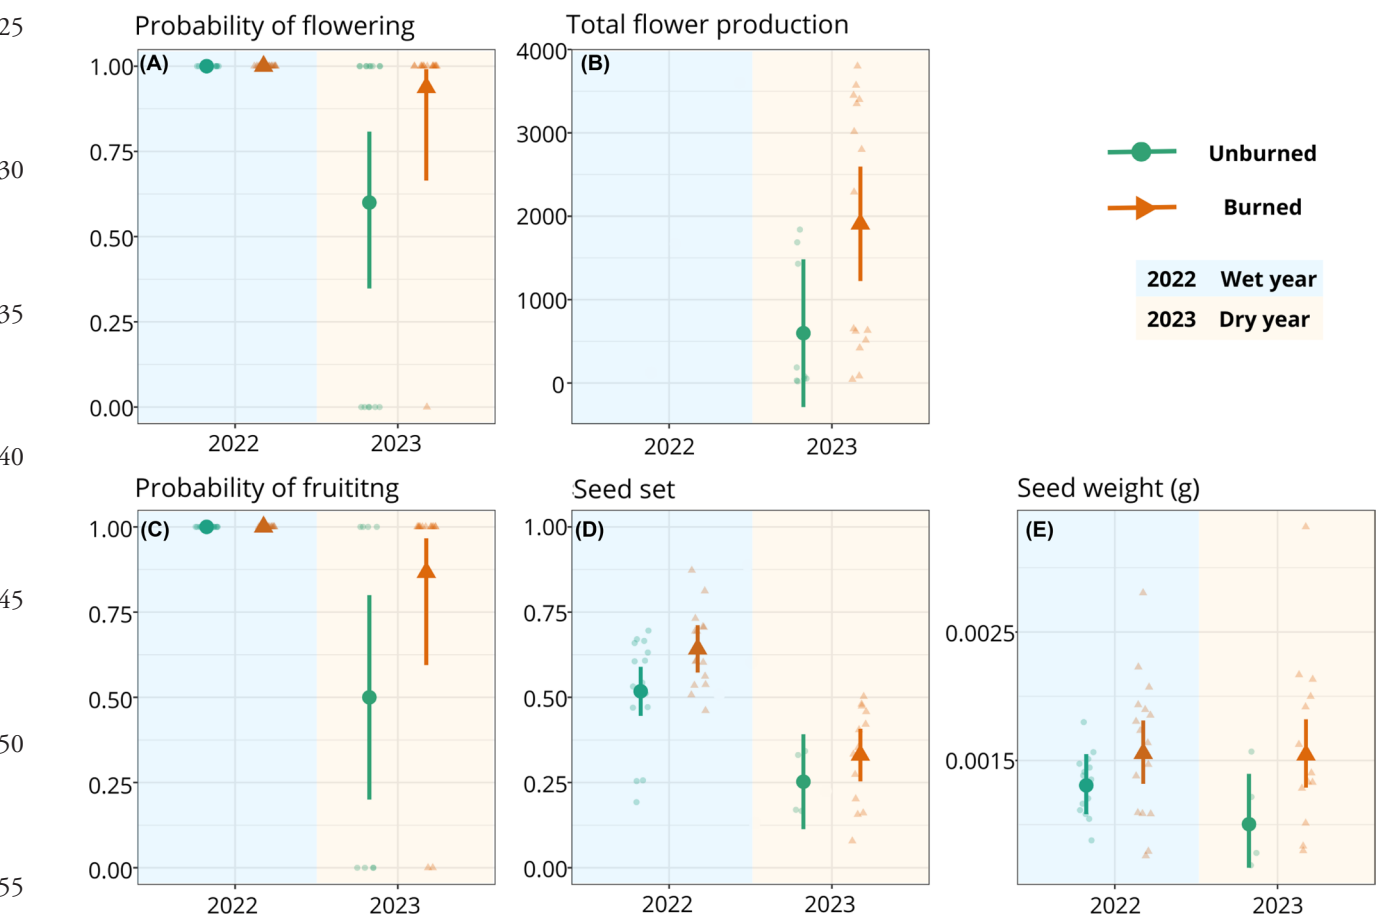 25
30
35
40
45
50
55
Probability of flowering
(A)
1.00
0.75
0.50
0.25
0.00
2022 2023
Total flower production
(B)
4000
3000
2000
1000
0
2022 2023
Unburned
Burned
2022 Wet year
2023 Dry year
Probability of fruititng
(C)
1.00
0.75
0.50
0.25
0.00
2022 2023
Seed set
(D)
1.00
0.75
0.50
0.25
0.00
2022 2023
Seed weight (g)
(E)
0.0025
0.0015
2022 2023